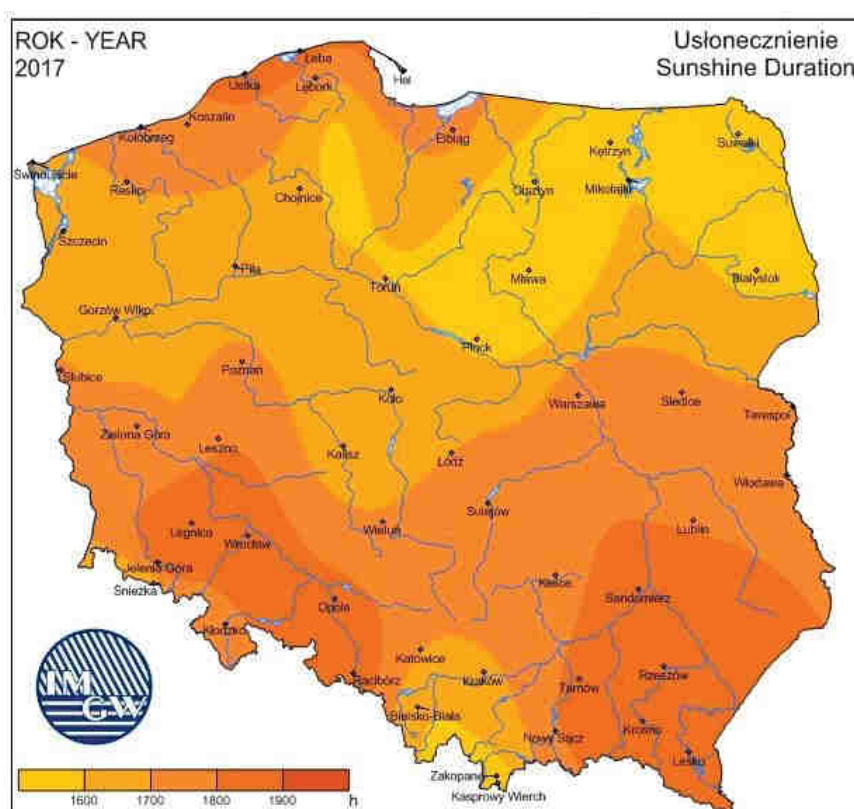 ROK - YEAR
2017
Usłonecznienie
Sunshine Duration
Łeba
Ustka
Lębork
Hel
Koszalin
Kołobrzeg
Elbląg
Kętrzyn
Suwałki
Świnoujście
Resko
Chojnice
Olsztyn
Mikołajki
Szczecin
Piła
Toruń
Mława
Białystok
Gorzów Wlkp.
Płock
Słubice
Poznań
Koło
Warszawa
Siedlce
Terespol
Zielona Góra
Leszno
Kalisz
Łódź
Włodawa
Legnica
Wrocław
Wieluń
Sulejów
Lublin
Jelenia Góra
Śnieżka
Opole
Kielce
Sandomierz
Kłodzko
Katowice
Kraków
Racibórz
Tarnów
Rzeszów
Bielsko-Biała
Nowy Sącz
Krosno
Lesko
Zakopane
Kasprowy Wierch
IM
GW
1600 1700 1800 1900 h